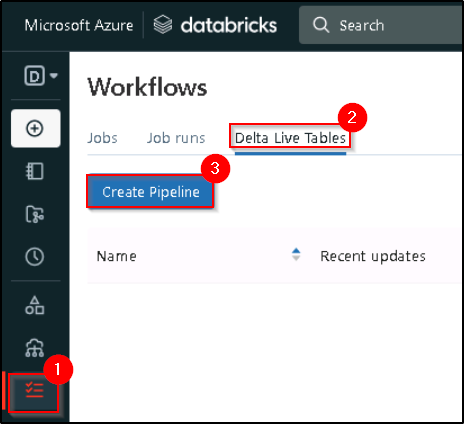 Microsoft Azure databricks Search
D
Workflows
Jobs Job runs Delta Live Tables
2
3
Create Pipeline
Name Recent updates
1